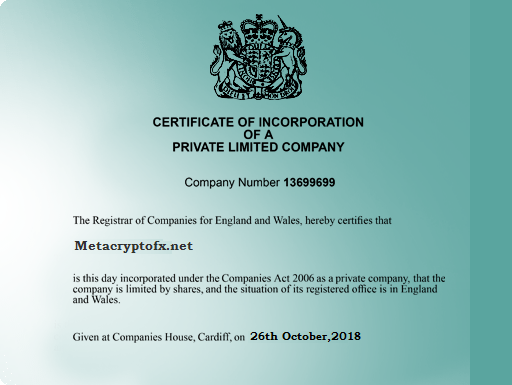 CERTIFICATE OF INCORPORATION
OF A
PRIVATE LIMITED COMPANY
Company Number 13699699
The Registrar of Companies for England and Wales, hereby certifies that
Metacryptofx.net
is this day incorporated under the Companies Act 2006 as a private company, that the
company is limited by shares, and the situation of its registered office is in England
and Wales.
Given at Companies House, Cardiff, on 26th October,2018